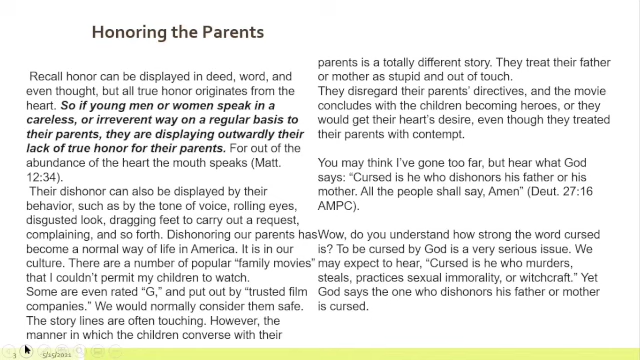 Honoring the Parents
Recall honor can be displayed in deed, word, and
even thought, but all true honor originates from the
heart. So if young men or women speak in a
careless, or irreverent way on a regular basis to
their parents, they are displaying outwardly their
lack of true honor for their parents. For out of the
abundance of the heart the mouth speaks (Matt.
12:34).
Their dishonor can also be displayed by their
behavior, such as by the tone of voice, rolling eyes,
disgusted look, dragging feet to carry out a request,
complaining, and so forth. Dishonoring our parents has
become a normal way of life in America. It is in our
culture. There are a number of popular “family movies”
that I couldn’t permit my children to watch.
Some are even rated “G,” and put out by “trusted film
companies.” We would normally consider them safe.
The story lines are often touching. However, the
manner in which the children converse with their
parents is a totally different story. They treat their father
or mother as stupid and out of touch.
They disregard their parents’ directives, and the movie
concludes with the children becoming heroes, or they
would get their heart’s desire, even though they treated
their parents with contempt.
You may think I’ve gone too far, but hear what God
says: “Cursed is he who dishonors his father or his
mother. All the people shall say, Amen” (Deut. 27:16
AMPC).
Wow, do you understand how strong the word cursed
is? To be cursed by God is a very serious issue. We
may expect to hear, “Cursed is he who murders,
steals, practices sexual immorality, or witchcraft.” Yet
God says the one who dishonors his father or mother
is cursed.
3